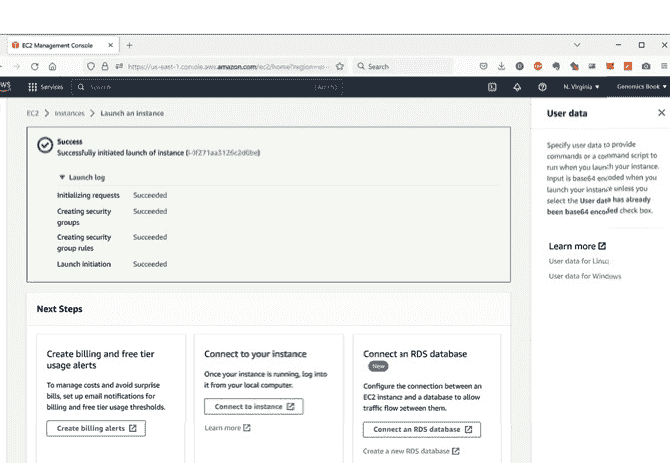 EC2 Management Console
https://us-east-1.console.aws.amazon.com/ec2/home?region=
Search
Services
Search
N. Virginia
Genomics Book
EC2 > Instances > Launch an instance
Success
Successfully initiated launch of instance
Launch log
Initializing requests Succeeded
Creating security groups Succeeded
Creating security group rules Succeeded
Launch initiation Succeeded
Next Steps
Create billing and free tier
usage alerts
To manage costs and avoid surprise
bills, set up email notifications for
billing and free tier usage thresholds.
Create billing alerts
Connect to your instance
Once your instance is running, log into
it from your local computer.
Connect to instance
Learn more
Connect an RDS database
New
Configure the connection between an
EC2 instance and a database to allow
traffic flow between them.
Connect an RDS database
Create a new RDS database
User data
Specify user data to provide
commands or a command script to
run when you launch your instance.
Input is base64 encoded when you
launch your instance unless you
select the User data has already
been base64 encoded check box.
Learn more
User data for Linux
User data for Windows